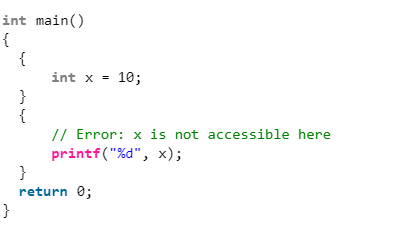 int main()
{
  {
      int x = 10;
  }
  {
      // Error: x is not accessible here
      printf("%d", x);
  }
  return 0;
}